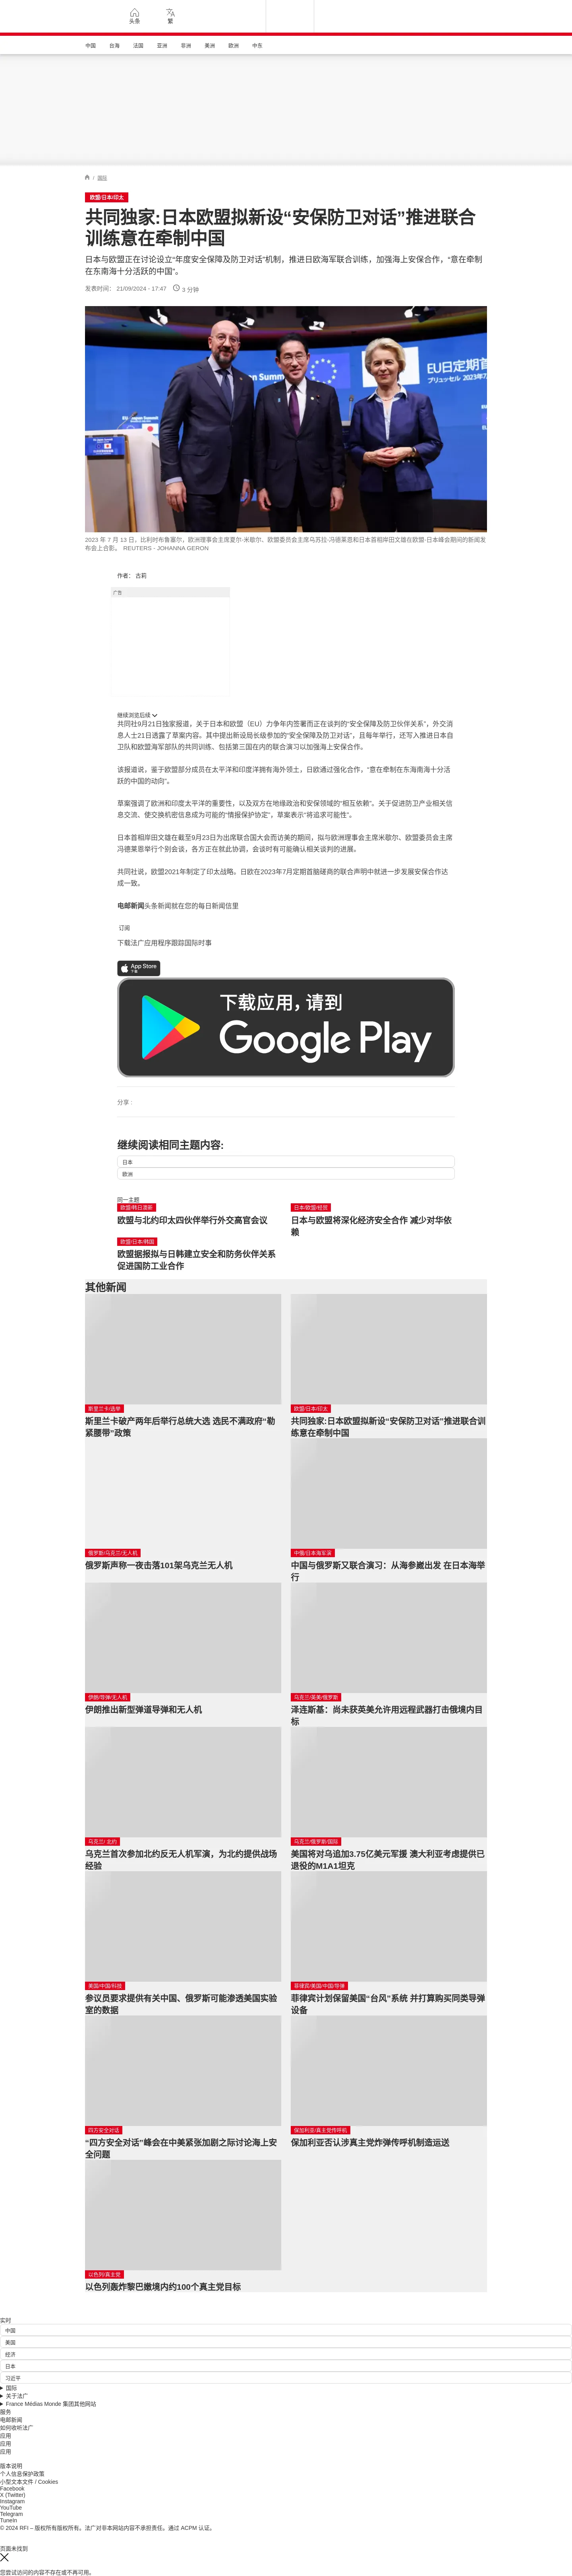 头条
繁
中国
台海
法国
亚洲
非洲
美洲
欧洲
中东
/ 国际
欧盟/日本/印太
共同独家:日本欧盟拟新设“安保防卫对话”推进联合
训练意在牵制中国
日本与欧盟正在讨论设立“年度安全保障及防卫对话”机制，推进日欧海军联合训练，加强海上安保合作，“意在牵制
在东南海十分活跃的中国”。
发表时间： 21/09/2024 - 17:47 3 分钟
EU日定期首
ブリュッセル 2023年7月
2023 年 7 月 13 日，比利时布鲁塞尔，欧洲理事会主席夏尔·米歇尔、欧盟委员会主席乌苏拉·冯德莱恩和日本首相岸田文雄在欧盟-日本峰会期间的新闻发
布会上合影。 REUTERS - JOHANNA GERON
作者： 古莉
广告
继续浏览后续
共同社9月21日独家报道，关于日本和欧盟（EU）力争年内签署而正在谈判的“安全保障及防卫伙伴关系”，外交消
息人士21日透露了草案内容。其中提出新设局长级参加的“安全保障及防卫对话”，且每年举行，还写入推进日本自
卫队和欧盟海军部队的共同训练、包括第三国在内的联合演习以加强海上安保合作。
该报道说，鉴于欧盟部分成员在太平洋和印度洋拥有海外领土，日欧通过强化合作，“意在牵制在东海南海十分活
跃的中国的动向”。
草案强调了欧洲和印度太平洋的重要性，以及双方在地缘政治和安保领域的“相互依赖”。关于促进防卫产业相关信
息交流、使交换机密信息成为可能的“情报保护协定”，草案表示“将追求可能性”。
日本首相岸田文雄在截至9月23日为出席联合国大会而访美的期间，拟与欧洲理事会主席米歇尔、欧盟委员会主席
冯德莱恩举行个别会谈，各方正在就此协调，会谈时有可能确认相关谈判的进展。
共同社说，欧盟2021年制定了印太战略。日欧在2023年7月定期首脑磋商的联合声明中就进一步发展安保合作达
成一致。
电邮新闻头条新闻就在您的每日新闻信里
订阅
下载法广应用程序跟踪国际时事
App Store
下载
下载应用，请到
Google Play
分享 :
继续阅读相同主题内容:
日本
欧洲
同一主题
欧盟/韩日澳新
欧盟与北约印太四伙伴举行外交高官会议
日本/欧盟/经贸
日本与欧盟将深化经济安全合作 减少对华依
赖
欧盟/日本/韩国
欧盟据报拟与日韩建立安全和防务伙伴关系
促进国防工业合作
其他新闻
斯里兰卡/选举
斯里兰卡破产两年后举行总统大选 选民不满政府“勒
紧腰带”政策
欧盟/日本/印太
共同独家:日本欧盟拟新设“安保防卫对话”推进联合训
练意在牵制中国
俄罗斯/乌克兰/无人机
俄罗斯声称一夜击落101架乌克兰无人机
中俄/日本海军演
中国与俄罗斯又联合演习：从海参崴出发 在日本海举
行
伊朗/导弹/无人机
伊朗推出新型弹道导弹和无人机
乌克兰/英美/俄罗斯
泽连斯基：尚未获英美允许用远程武器打击俄境内目
标
乌克兰/ 北约
乌克兰首次参加北约反无人机军演，为北约提供战场
经验
乌克兰/俄罗斯/国际
美国将对乌追加3.75亿美元军援 澳大利亚考虑提供已
退役的M1A1坦克
美国/中国/科技
参议员要求提供有关中国、俄罗斯可能渗透美国实验
室的数据
菲律宾/美国/中国/导弹
菲律宾计划保留美国“台风”系统 并打算购买同类导弹
设备
四方安全对话
“四方安全对话”峰会在中美紧张加剧之际讨论海上安
全问题
保加利亚/真主党传呼机
保加利亚否认涉真主党炸弹传呼机制造运送
以色列/真主党
以色列轰炸黎巴嫩境内约100个真主党目标
实时
中国
美国
经济
日本
习近平
国际
关于法广
France Médias Monde 集团其他网站
服务
电邮新闻
如何收听法广
应用
应用
应用
版本说明
个人信息保护政策
小型文本文件 / Cookies
Facebook
X (Twitter)
Instagram
YouTube
Telegram
TuneIn
© 2024 RFI – 版权所有版权所有。法广对非本网站内容不承担责任。通过 ACPM 认证。
页面未找到
您尝试访问的内容不存在或不再可用。